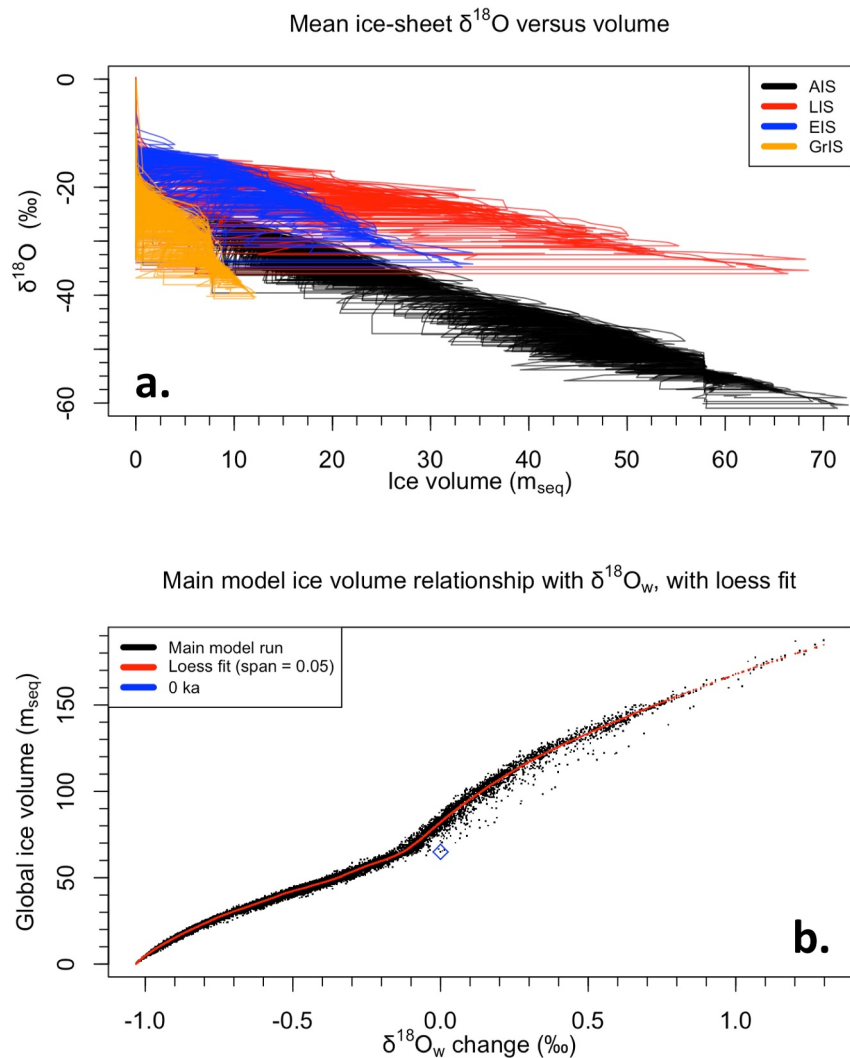 Mean ice-sheet δ¹⁸O versus volume
AIS
LIS
EIS
GrIS
δ¹⁸O (‰)
0
-20
-40
-60
a.
0 10 20 30 40 50 60 70
Ice volume (mseq)
Main model ice volume relationship with δ¹⁸Ow, with loess fit
Main model run
Loess fit (span = 0.05)
0 ka
Global ice volume (mseq)
150
100
50
0
b.
-1.0 -0.5 0.0 0.5 1.0
δ¹⁸Ow change (‰)